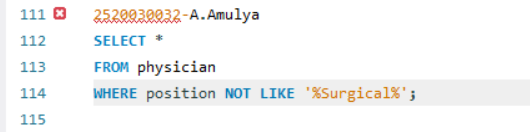 111 2520030032-A.Amulya
112 SELECT *
113 FROM physician
114 WHERE position NOT LIKE '%Surgical%';
115